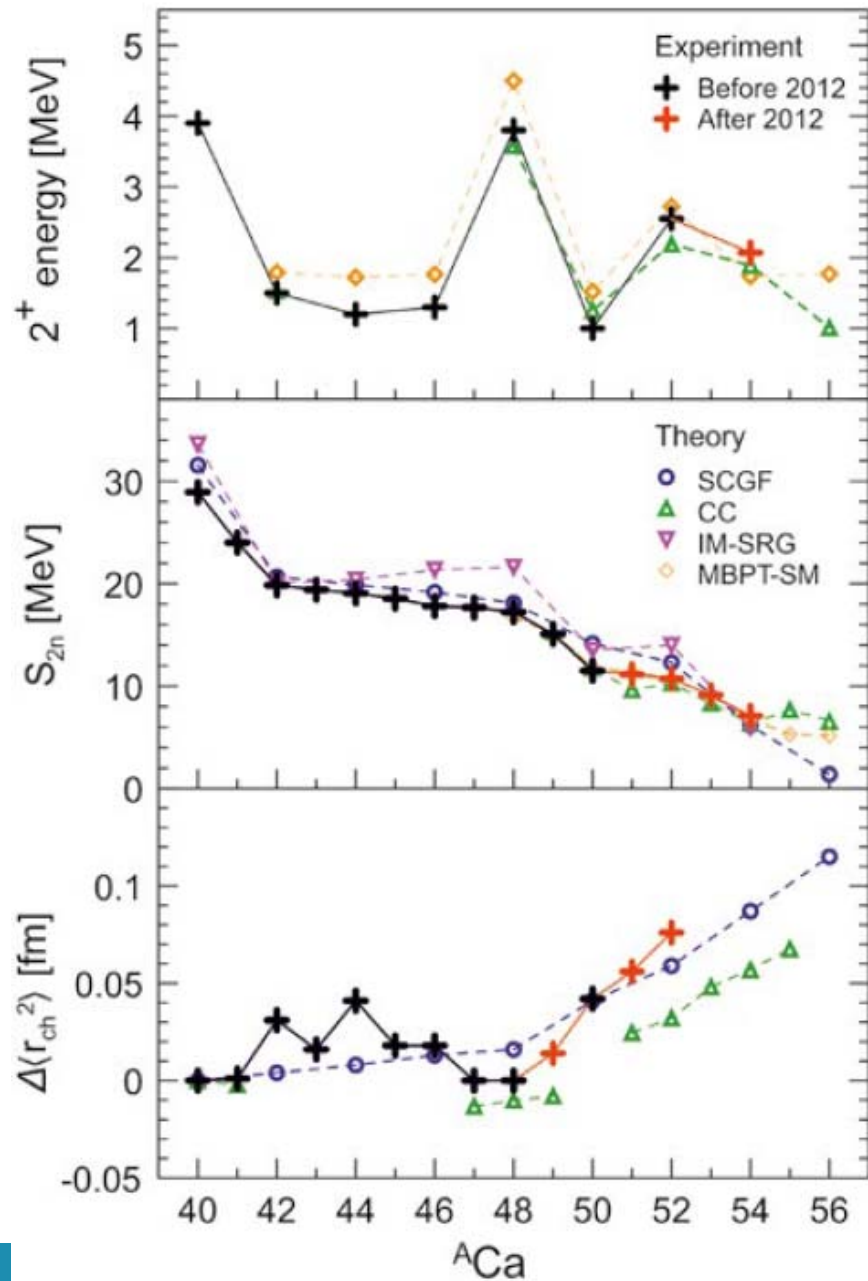 2⁺ energy [MeV]
5
4
3
2
1
Experiment
Before 2012
After 2012
S₂ₙ [MeV]
30
20
10
0
Theory
SCGF
CC
IM-SRG
MBPT-SM
Δ⟨r_ch²⟩ [fm]
0.1
0.05
0
-0.05
40 42 44 46 48 50 52 54 56
ᴬCa